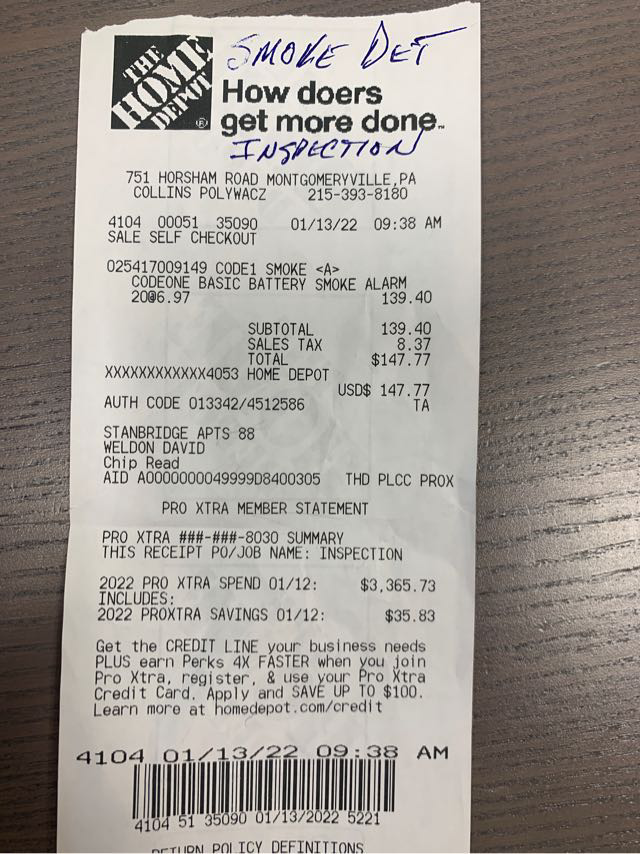 SMOKE DET
THE
HOME
DEPOT
How doers
get more done.™
INSPECTION
751 HORSHAM ROAD MONTGOMERYVILLE,PA
COLLINS POLYWACZ 215-393-8180
4104 00051 35090 01/13/22 09:38 AM
SALE SELF CHECKOUT
025417009149 CODE1 SMOKE <A>
CODEONE BASIC BATTERY SMOKE ALARM
20@6.97 139.40
SUBTOTAL 139.40
SALES TAX 8.37
TOTAL $147.77
XXXXXXXXXXXX4053 HOME DEPOT
USD$ 147.77
AUTH CODE 013342/4512586 TA
STANBRIDGE APTS 88
WELDON DAVID
Chip Read
AID A0000000049999D8400305 THD PLCC PROX
PRO XTRA MEMBER STATEMENT
PRO XTRA ###-###-8030 SUMMARY
THIS RECEIPT PO/JOB NAME: INSPECTION
2022 PRO XTRA SPEND 01/12: $3,365.73
INCLUDES:
2022 PROXTRA SAVINGS 01/12: $35.83
Get the CREDIT LINE your business needs
PLUS earn Perks 4X FASTER when you join
Pro Xtra, register, & use your Pro Xtra
Credit Card. Apply and SAVE UP TO $100.
Learn more at homedepot.com/credit
4104 01/13/22 09:38 AM
4104 51 35090 01/13/2022 5221
RETURN POLICY DEFINITIONS